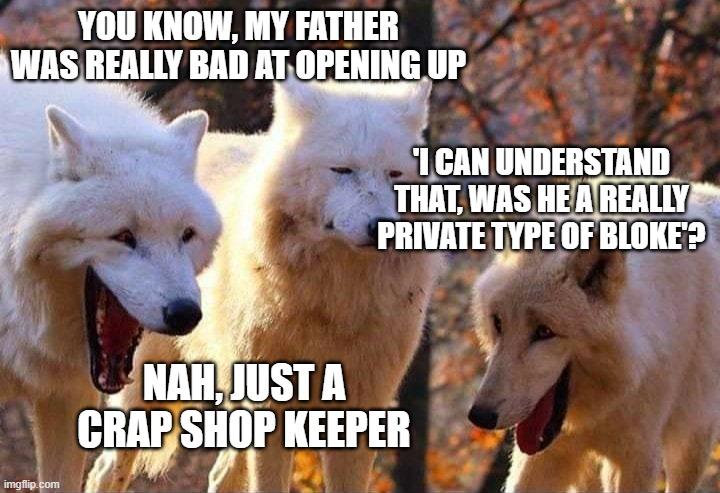 YOU KNOW, MY FATHER
WAS REALLY BAD AT OPENING UP
'I CAN UNDERSTAND
THAT, WAS HE A REALLY
PRIVATE TYPE OF BLOKE'?
NAH, JUST A
CRAP SHOP KEEPER
imgflip.com